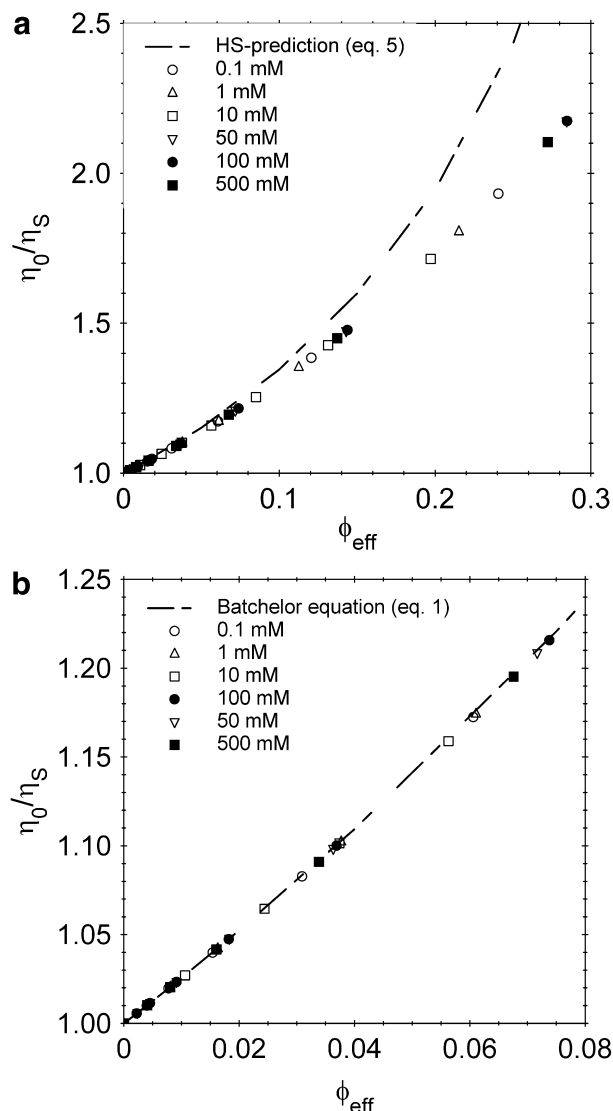 a
2.5
2.0
1.5
1.0
η0/ηS
HS-prediction (eq. 5)
0.1 mM
1 mM
10 mM
50 mM
100 mM
500 mM
0 0.1 0.2 0.3
ϕeff
b
1.25
1.20
1.15
1.10
1.05
1.00
η0/ηS
Batchelor equation (eq. 1)
0.1 mM
1 mM
10 mM
100 mM
50 mM
500 mM
0 0.02 0.04 0.06 0.08
ϕeff